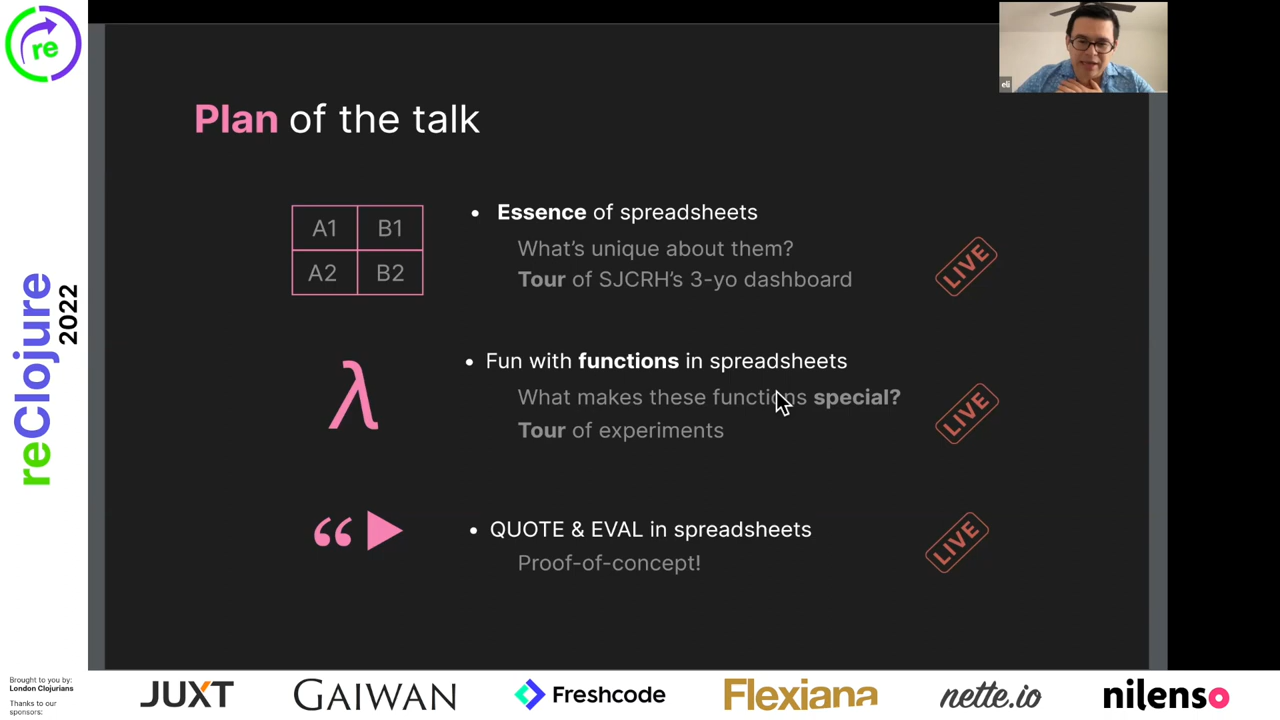 re
eli
Plan of the talk
A1 B1
A2 B2
• Essence of spreadsheets
What's unique about them?
Tour of SJCRH's 3-yo dashboard
LIVE
λ
• Fun with functions in spreadsheets
What makes these functions special?
Tour of experiments
LIVE
“
• QUOTE & EVAL in spreadsheets
Proof-of-concept!
LIVE
reClojure
2022
Brought to you by:
London Clojurians
Thanks to our
sponsors:
JUXT GAIWAN Freshcode Flexiana nette.io nilenso